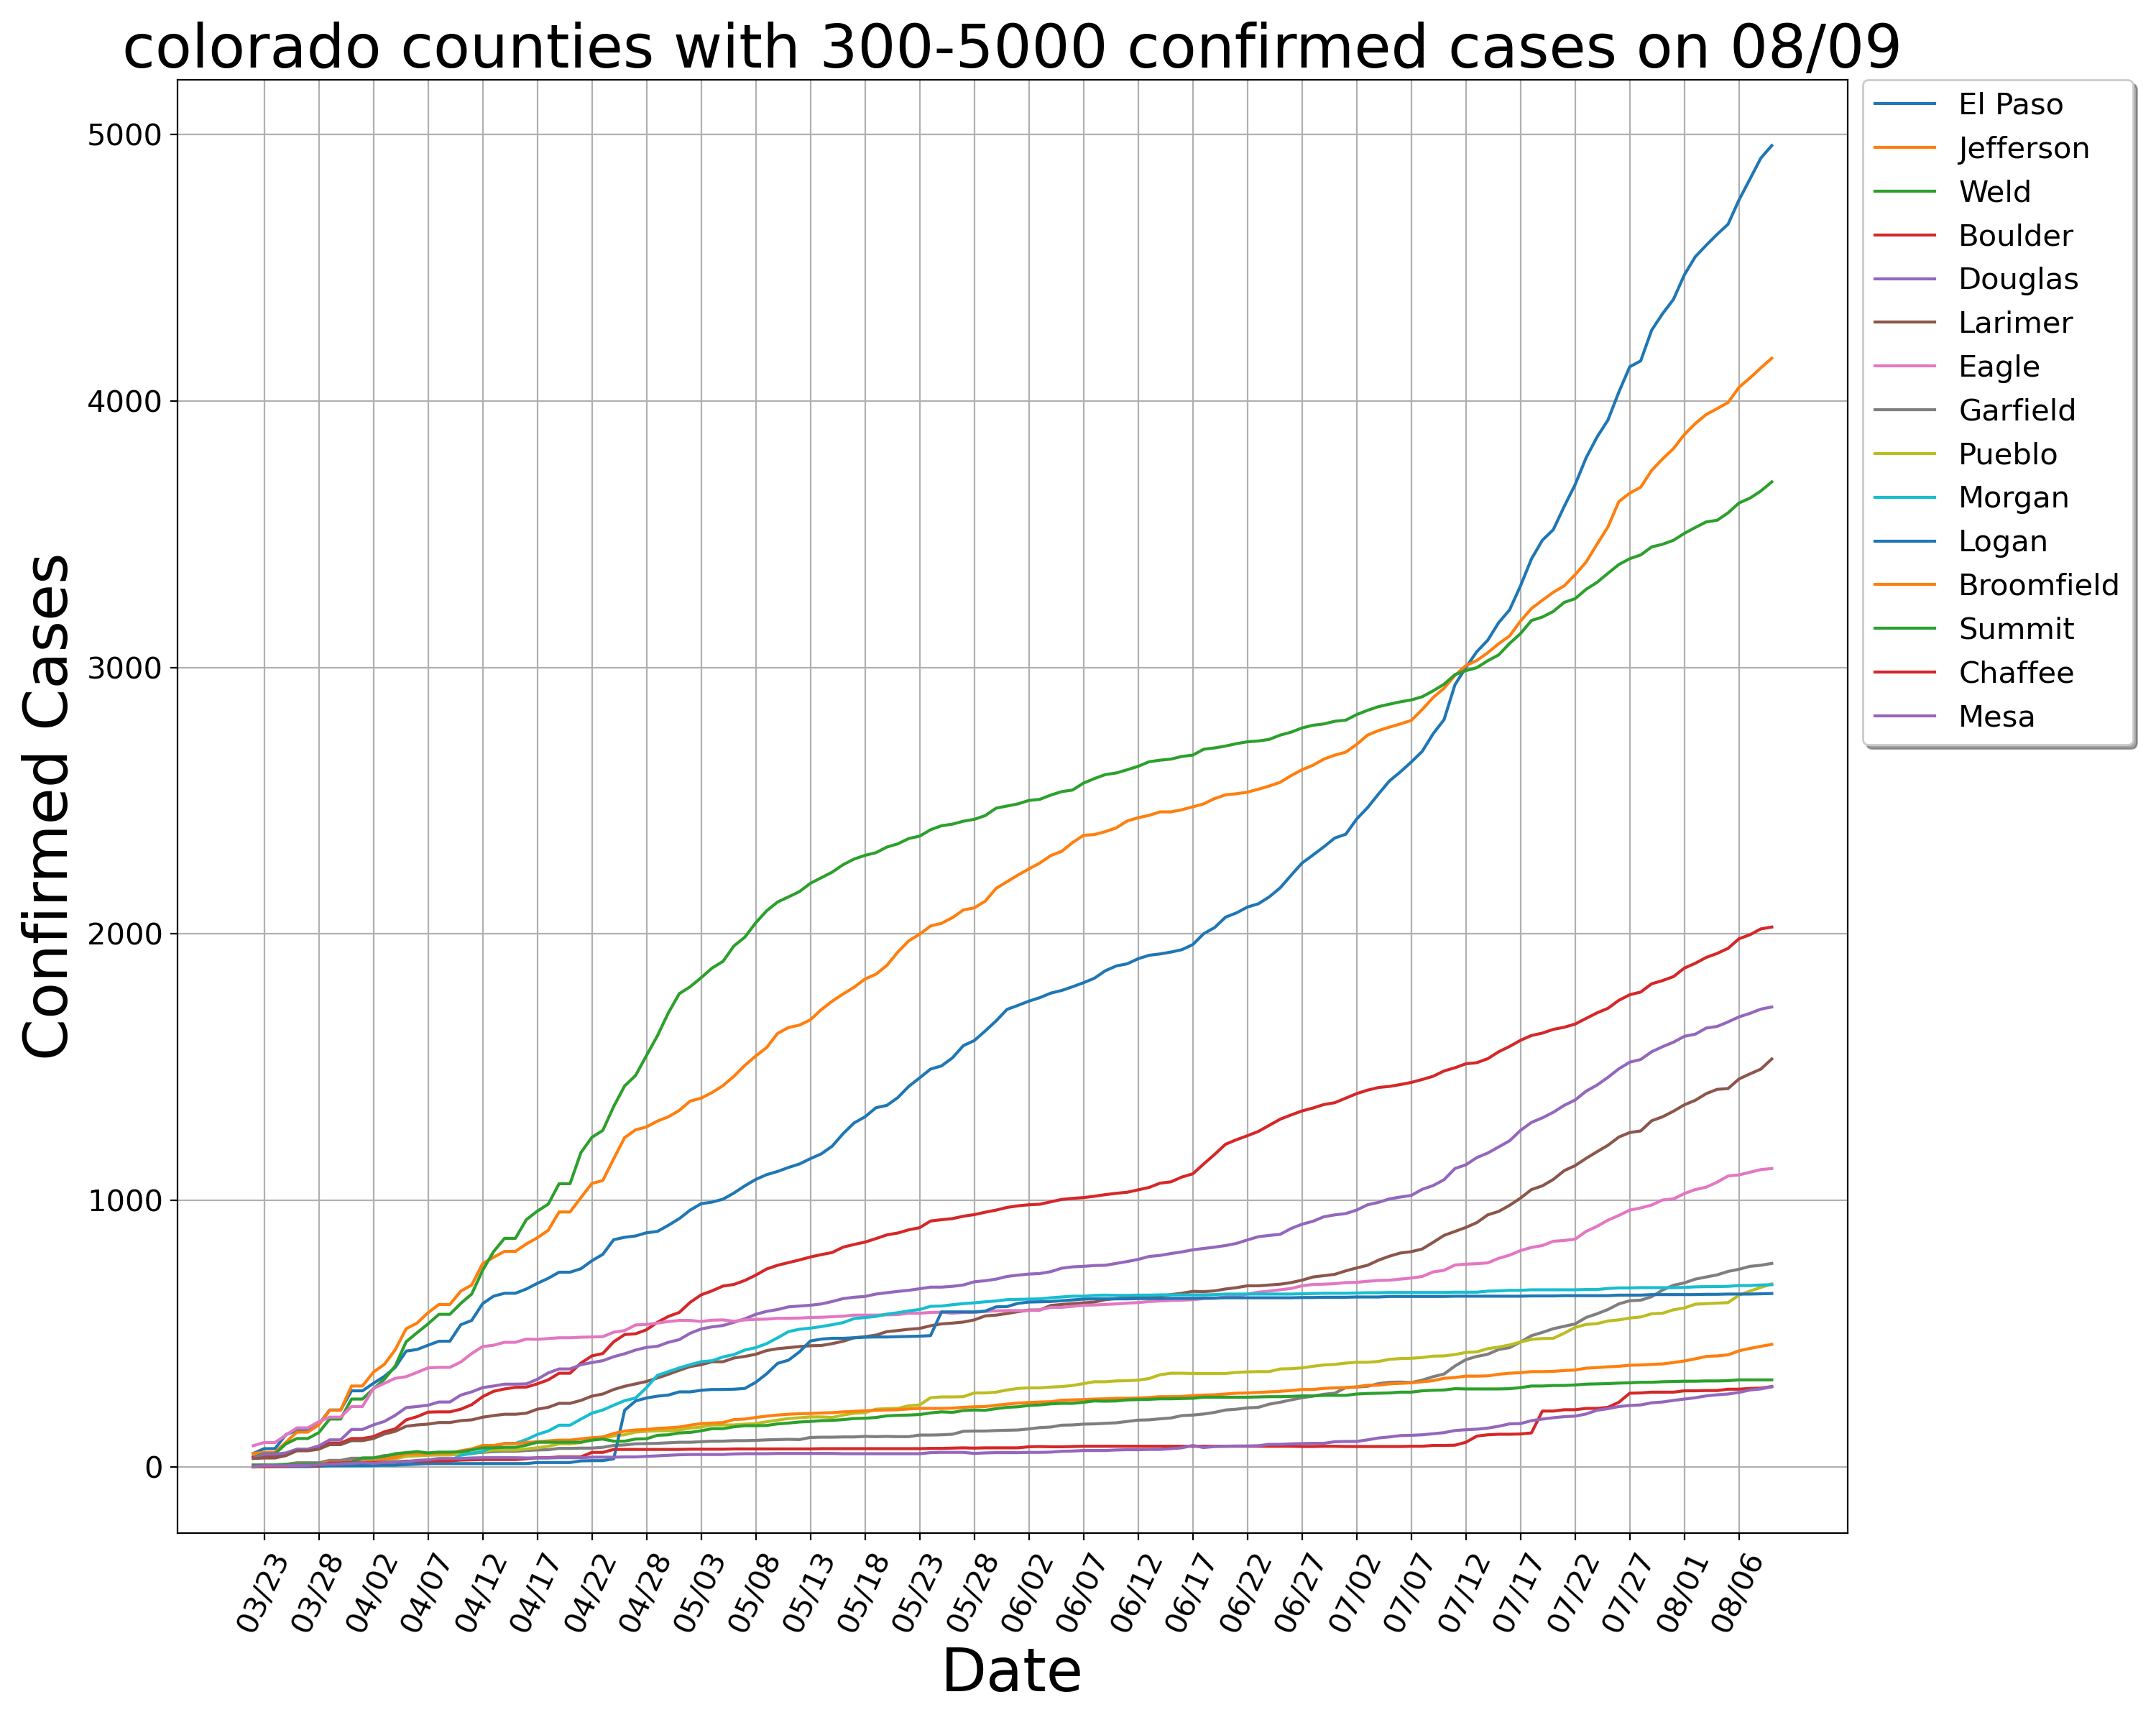 colorado counties with 300-5000 confirmed cases on 08/09
El Paso
Jefferson
Weld
Boulder
Douglas
Larimer
Eagle
Garfield
Pueblo
Morgan
Logan
Broomfield
Summit
Chaffee
Mesa
Confirmed Cases
5000
4000
3000
2000
1000
0
03/23
03/28
04/02
04/07
04/12
04/17
04/22
04/28
05/03
05/08
05/13
05/18
05/23
05/28
06/02
06/07
06/12
06/17
06/22
06/27
07/02
07/07
07/12
07/17
07/22
07/27
08/01
08/06
Date